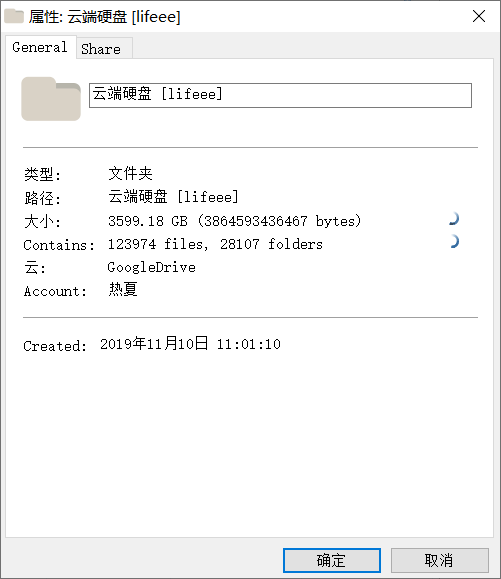 属性: 云端硬盘 [lifeee]
General Share
云端硬盘 [lifeee]
类型: 文件夹
路径: 云端硬盘 [lifeee]
大小: 3599.18 GB (3864593436467 bytes)
Contains: 123974 files, 28107 folders
云: GoogleDrive
Account: 热夏
Created: 2019年11月10日 11:01:10
确定 取消